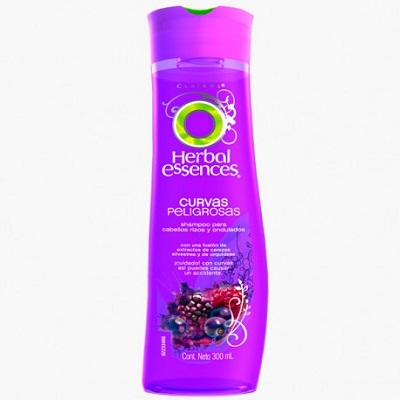 CLAIROL®
Herbal
essences®
CURVAS
PELIGROSAS
shampoo para
cabellos rizos y ondulados
con una fusión de
extractos de cerezas
silvestres y de orquídeas
¡cuidado! con curvas
así puedes causar
un accidente.
Cont. Neto 300 mL